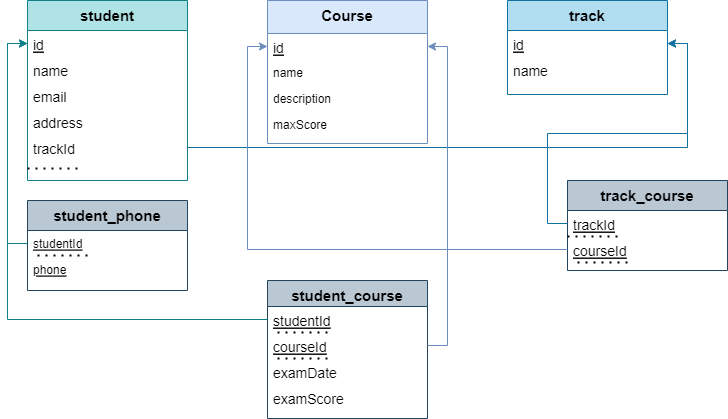 student
id
name
email
address
trackId
Course
id
name
description
maxScore
track
id
name
student_phone
studentId
phone
track_course
trackId
courseId
student_course
studentId
courseId
examDate
examScore